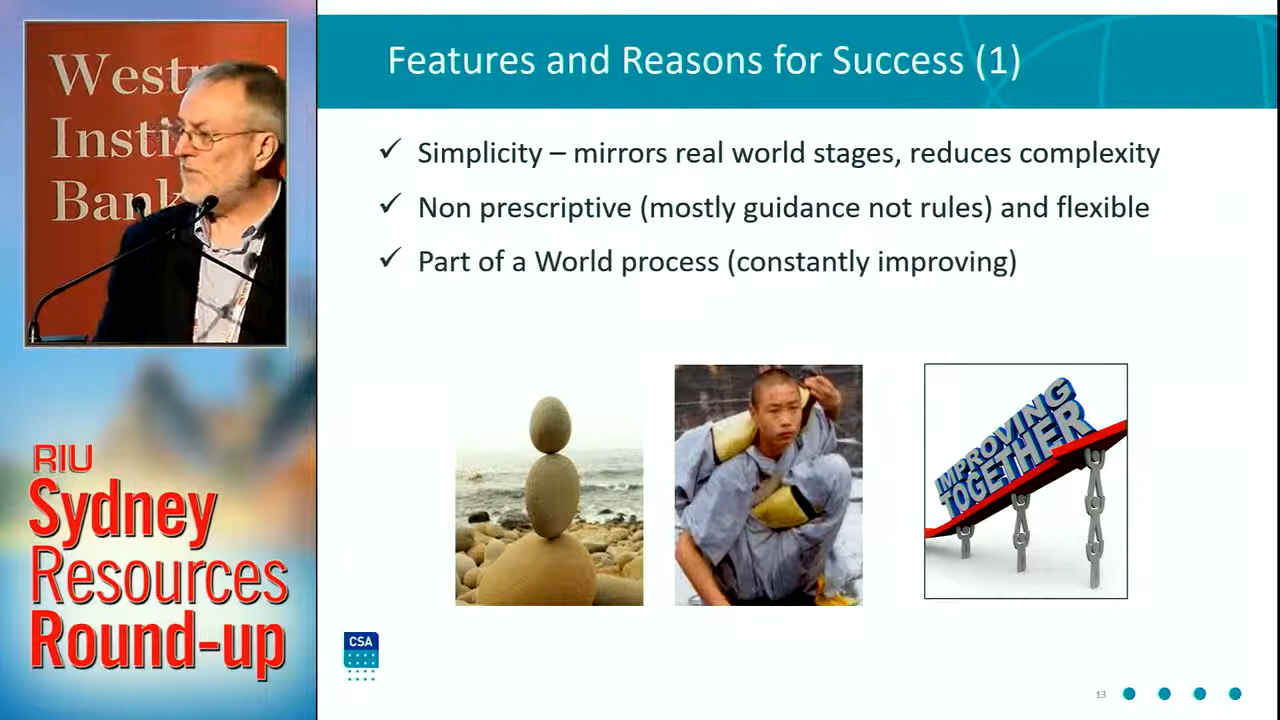 Features and Reasons for Success (1)
✓ Simplicity – mirrors real world stages, reduces complexity
✓ Non prescriptive (mostly guidance not rules) and flexible
✓ Part of a World process (constantly improving)
IMPROVING
TOGETHER
CSA
13
RIU
Sydney
Resources
Round-up